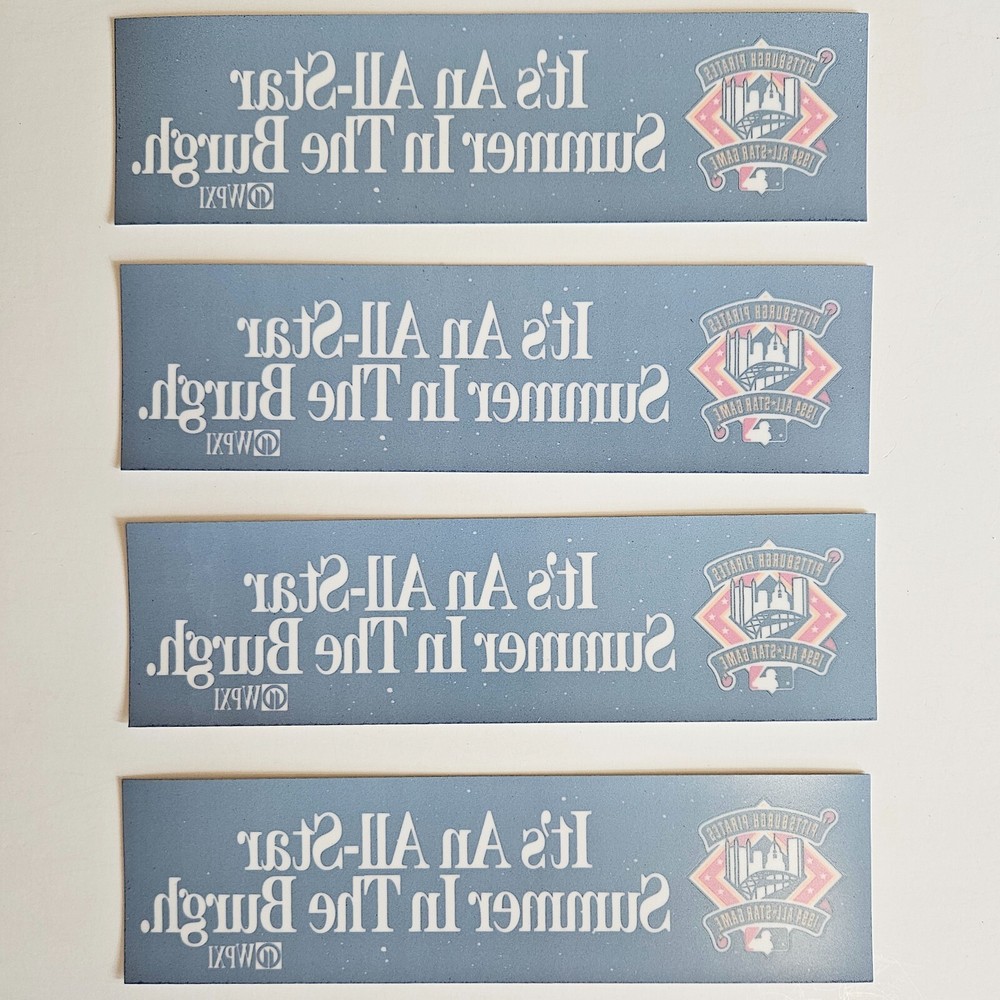 It's An All-Star
Summer In The Burgh.
WPXI
PITTSBURGH PIRATES
1994 ALL-STAR GAME
It's An All-Star
Summer In The Burgh.
WPXI
PITTSBURGH PIRATES
1994 ALL-STAR GAME
It's An All-Star
Summer In The Burgh.
WPXI
PITTSBURGH PIRATES
1994 ALL-STAR GAME
It's An All-Star
Summer In The Burgh.
WPXI
PITTSBURGH PIRATES
1994 ALL-STAR GAME